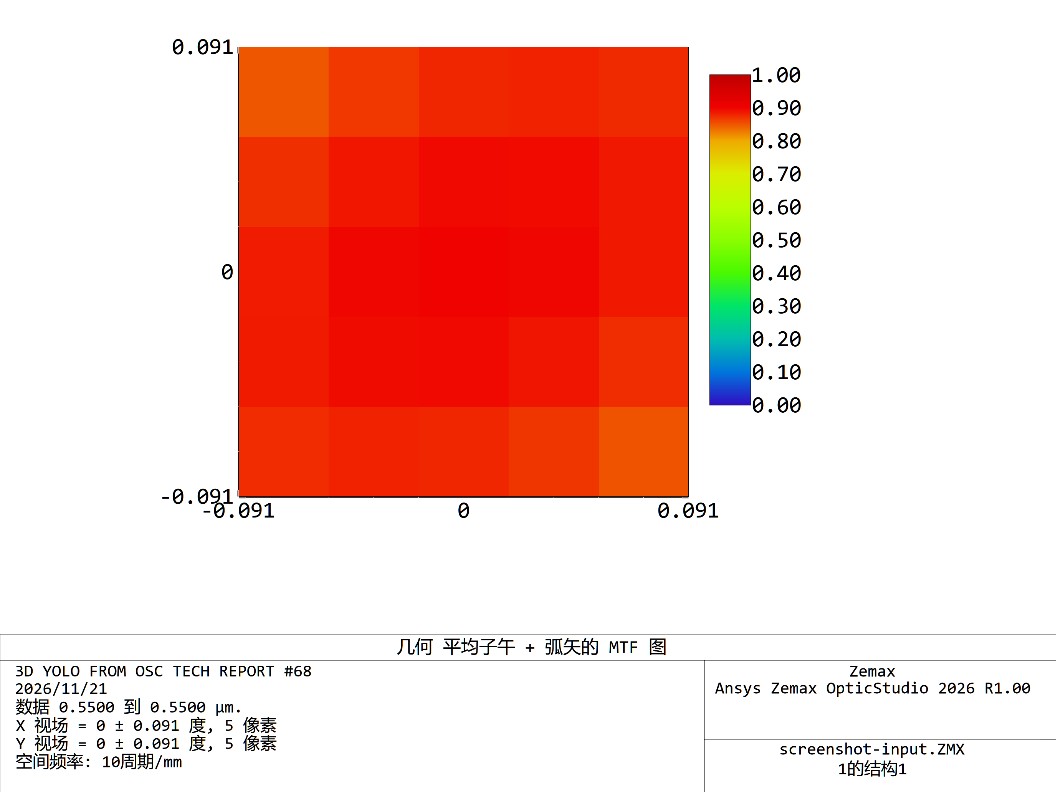 0.091
0
-0.091
-0.091
0
0.091
1.00
0.90
0.80
0.70
0.60
0.50
0.40
0.30
0.20
0.10
0.00
几何 平均子午 + 弧矢的 MTF 图
3D YOLO FROM OSC TECH REPORT #68
2026/11/21
数据 0.5500 到 0.5500 µm.
X 视场 = 0 ± 0.091 度, 5 像素
Y 视场 = 0 ± 0.091 度, 5 像素
空间频率: 10周期/mm
Zemax
Ansys Zemax OpticStudio 2026 R1.00
screenshot-input.ZMX
1的结构1